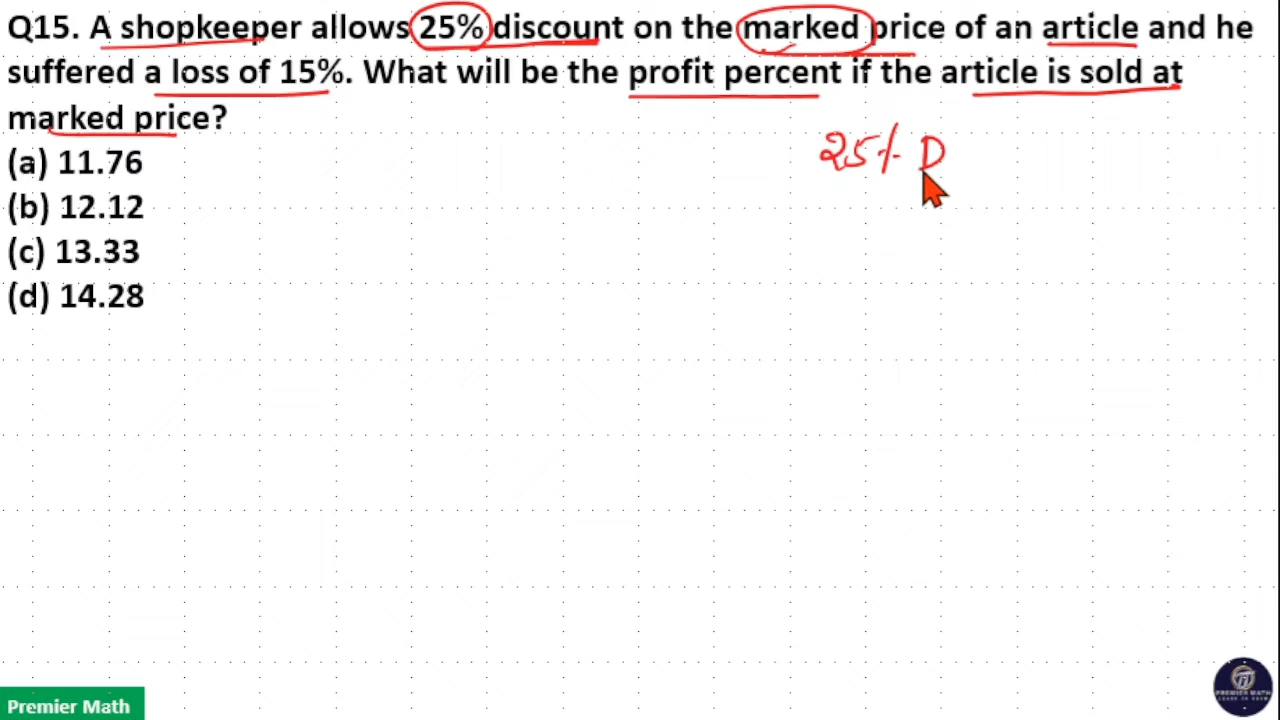 Q15. A shopkeeper allows 25% discount on the marked price of an article and he
suffered a loss of 15%. What will be the profit percent if the article is sold at
marked price?
25% D
(a) 11.76
(b) 12.12
(c) 13.33
(d) 14.28
Premier Math
PREMIER MATH